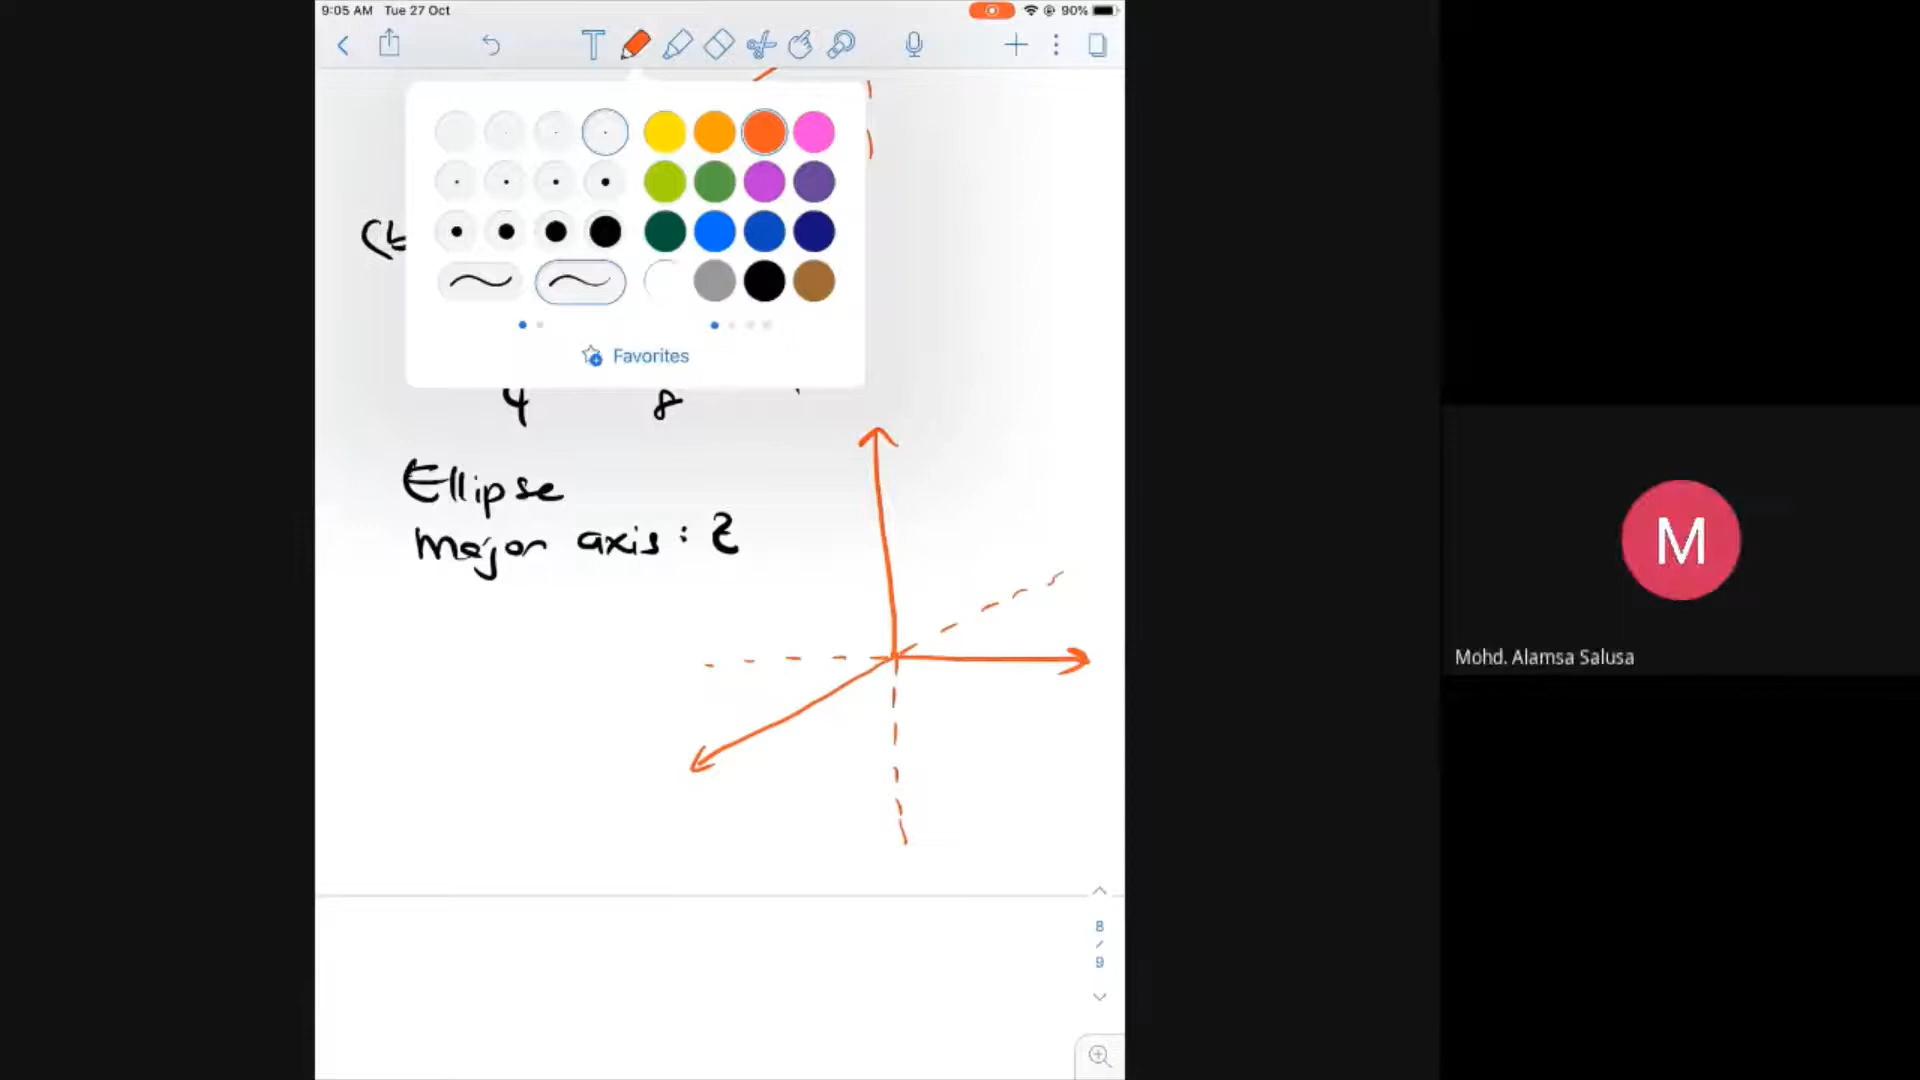 9:05 AM Tue 27 Oct
90%
T
(b
Favorites
4 8
Ellipse
major axis : z
8
/
9
M
Mohd. Alamsa Salusa